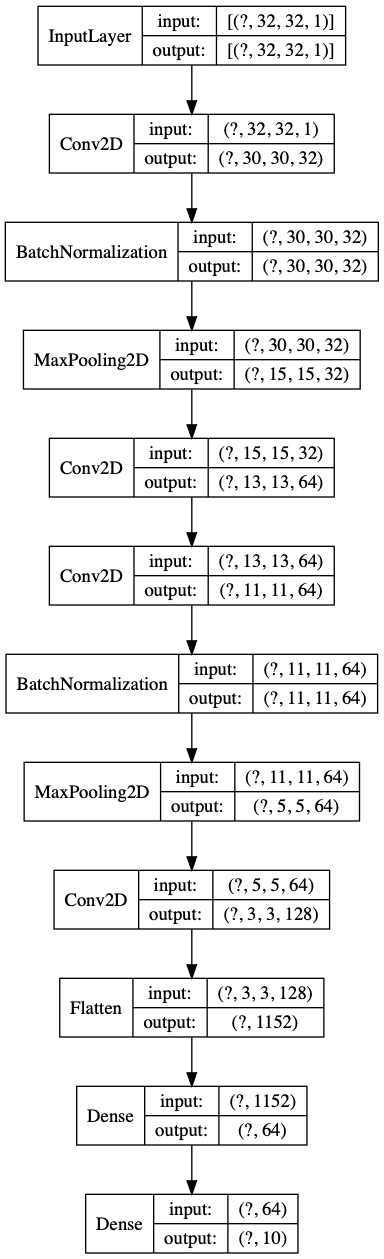 InputLayer
input: [(?, 32, 32, 1)]
output: [(?, 32, 32, 1)]
Conv2D
input: (?, 32, 32, 1)
output: (?, 30, 30, 32)
BatchNormalization
input: (?, 30, 30, 32)
output: (?, 30, 30, 32)
MaxPooling2D
input: (?, 30, 30, 32)
output: (?, 15, 15, 32)
Conv2D
input: (?, 15, 15, 32)
output: (?, 13, 13, 64)
Conv2D
input: (?, 13, 13, 64)
output: (?, 11, 11, 64)
BatchNormalization
input: (?, 11, 11, 64)
output: (?, 11, 11, 64)
MaxPooling2D
input: (?, 11, 11, 64)
output: (?, 5, 5, 64)
Conv2D
input: (?, 5, 5, 64)
output: (?, 3, 3, 128)
Flatten
input: (?, 3, 3, 128)
output: (?, 1152)
Dense
input: (?, 1152)
output: (?, 64)
Dense
input: (?, 64)
output: (?, 10)